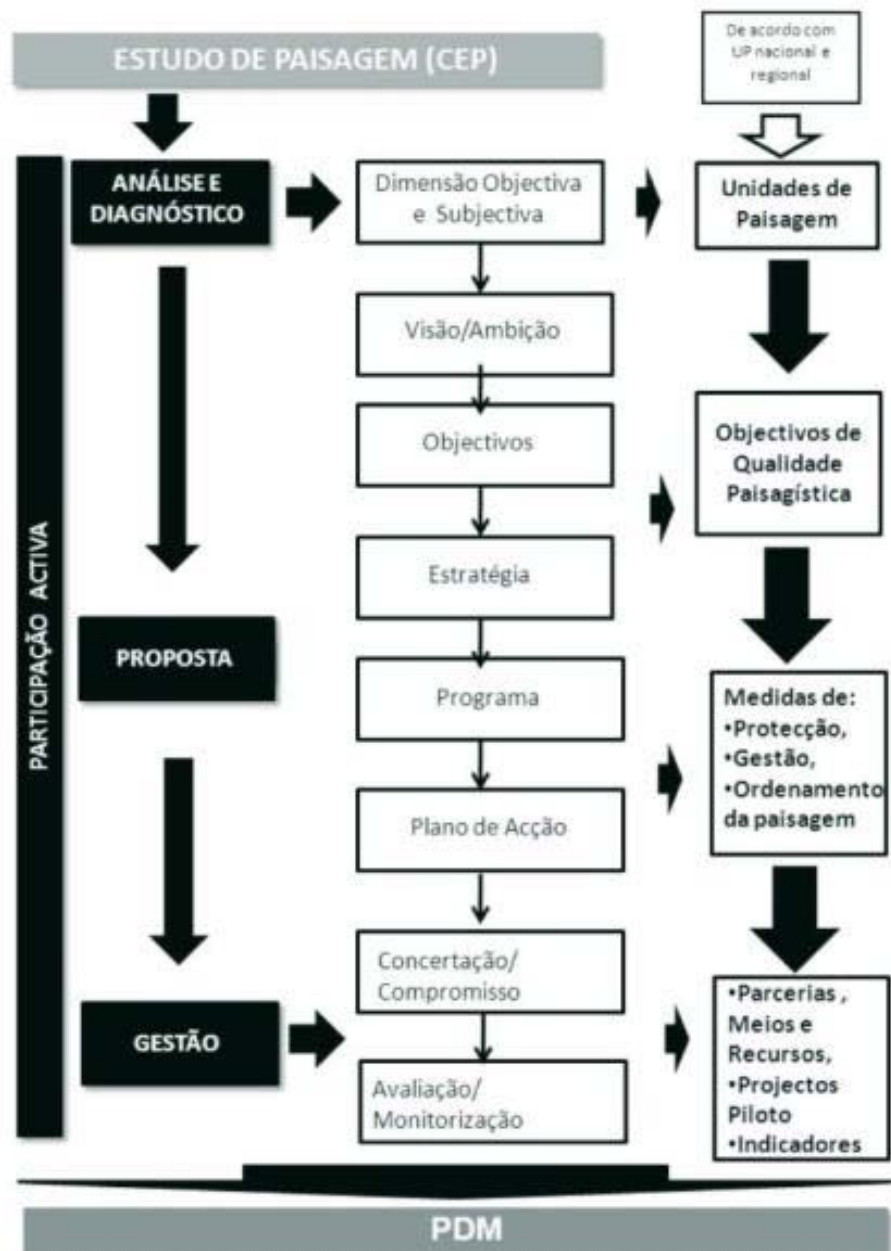 ESTUDO DE PAISAGEM (CEP)
De acordo com
UP nacional e
regional
PARTICIPAÇÃO ACTIVA
ANÁLISE E
DIAGNÓSTICO
Dimensão Objectiva
e Subjectiva
Unidades de
Paisagem
Visão/Ambição
Objectivos
Objectivos de
Qualidade
Paisagística
Estratégia
PROPOSTA
Programa
Medidas de:
•Protecção,
•Gestão,
•Ordenamento
da paisagem
Plano de Acção
Concertação/
Compromisso
GESTÃO
•Parcerias ,
Meios e
Recursos,
•Projectos
Piloto
•Indicadores
Avaliação/
Monitorização
PDM